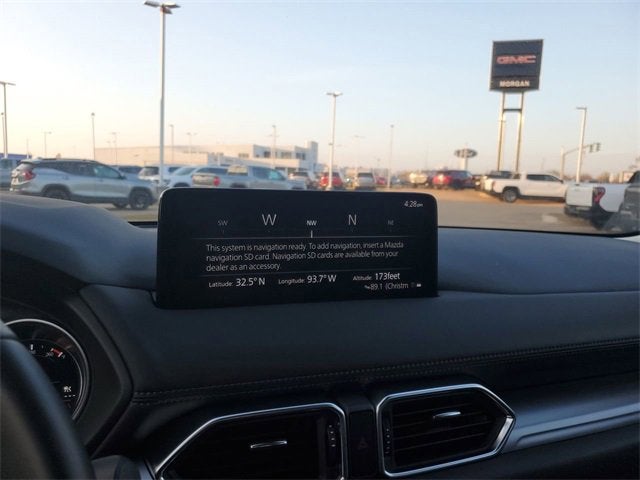 GMC
MORGAN
4:28PM
SW W NW N NE
This system is navigation ready. To add navigation, insert a Mazda
navigation SD card. Navigation SD cards are available from your
dealer as an accessory.
Latitude: 32.5°N Longitude: 93.7°W Altitude: 173feet
89.1 (Christm